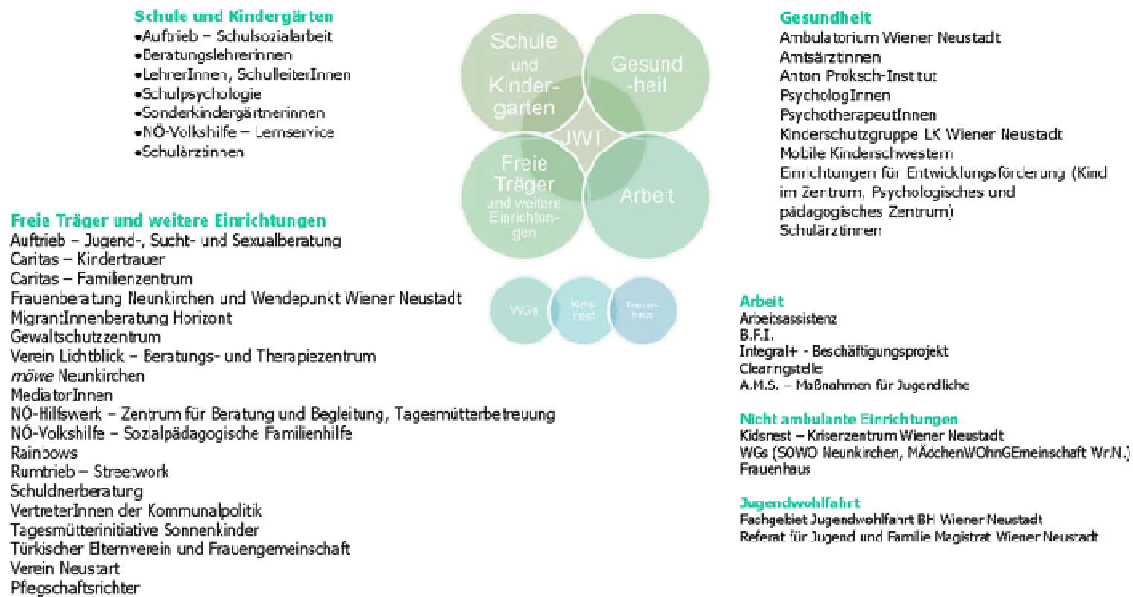 Schule und Kindergärten
•Auftrieb – Schulsozialarbeit
•Beratungslehrerinnen
•LehrerInnen, SchulleiterInnen
•Schulpsychologie
•Sonderkindergärtnerinnen
•NÖ-Volkshilfe – Lernservice
•Schulärztinnen
Freie Träger und weitere Einrichtungen
Auftrieb – Jugend-, Sucht- und Sexualberatung
Caritas – Kindertrauer
Caritas – Familienzentrum
Frauenberatung Neunkirchen und Wendepunkt Wiener Neustadt
MigrantInnenberatung Horizont
Gewaltschutzzentrum
Verein Lichtblick – Beratungs- und Therapiezentrum
möwe Neunkirchen
MediatorInnen
NÖ-Hilfswerk – Zentrum für Beratung und Begleitung, Tagesmütterbetreuung
NÖ-Volkshilfe – Sozialpädagogische Familienhilfe
Rainbows
Rumtrieb – Streetwork
Schuldnerberatung
VertreterInnen der Kommunalpolitik
Tagesmütterinitiative Sonnenkinder
Türkischer Elternverein und Frauengemeinschaft
Verein Neustart
Pflegschaftsrichter
Schule
und
Kinder-
garten
Gesund
-heit
JWT
Freie
Träger
und weitere
Einrichtun-
gen
Arbeit
WGs
Kids
rest
Frauen-
haus
Gesundheit
Ambulatorium Wiener Neustadt
Amtsärztinnen
Anton Proksch-Institut
PsychologInnen
PsychotherapeutInnen
Kinderschutzgruppe LK Wiener Neustadt
Mobile Kinderschwestern
Einrichtungen für Entwicklungsförderung (Kind
im Zentrum, Psychologisches und
pädagogisches Zentrum)
Schulärztinnen
Arbeit
Arbeitsassistenz
B.F.I.
Integral+ - Beschäftigungsprojekt
Clearingstelle
A.M.S. – Maßnahmen für Jugendliche
Nicht ambulante Einrichtungen
Kidsrest – Krisenzentrum Wiener Neustadt
WGs (SOWO Neunkirchen, MÄdchenWOhnGEmeinschaft Wr.N.)
Frauenhaus
Jugendwohlfahrt
Fachgebiet Jugendwohlfahrt BH Wiener Neustadt
Referat für Jugend und Familie Magistrat Wiener Neustadt